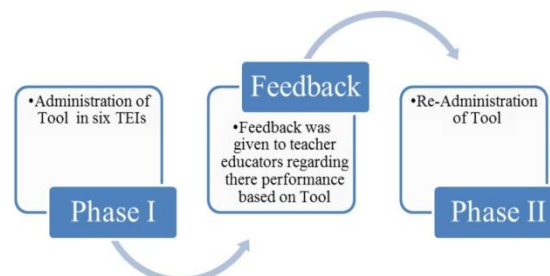 •Administration of
Tool in six TEIs
Phase I
Feedback
•Feedback was
given to teacher
educators regarding
there performance
based on Tool
•Re-Administration
of Tool
Phase II